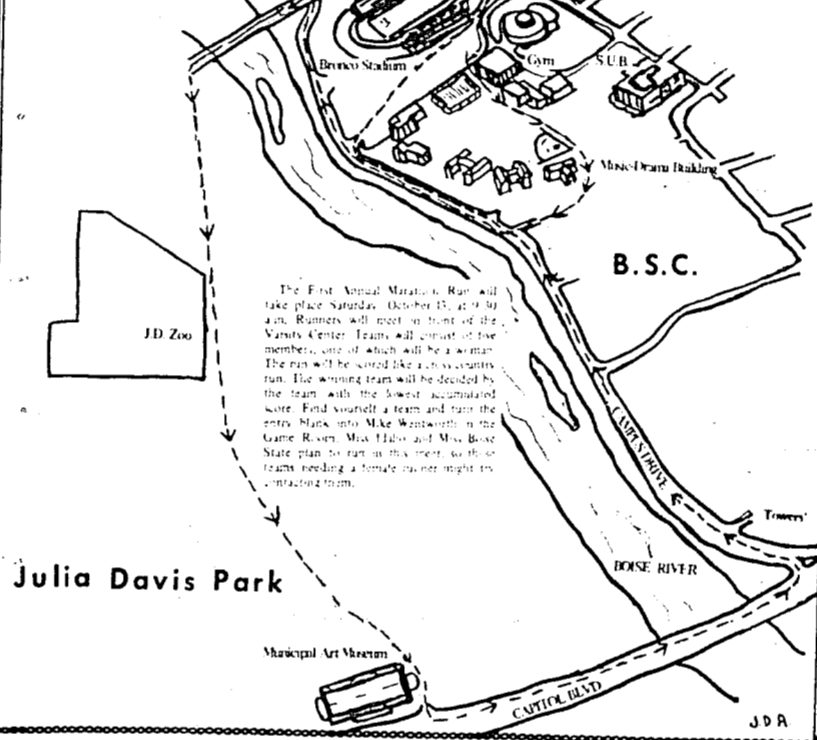 Bronco Stadium
Gym
S.U.B.
Music-Drama Building
B.S.C.
J.D. Zoo
The First Annual Marathon Run will
take place Saturday, October 13, at 9:30
a.m. Runners will meet in front of the
Varsity Center. Teams will consist of five
members, one of which will be a woman.
The run will be scored like a cross country
run. The winning team will be decided by
the team with the lowest accumulated
score. Find yourself a team and turn the
entry blank into Mike Wentworth in the
Game Room. Miss Idaho and Miss Boise
State plan to run in this meet, so those
teams needing a female runner might try
contacting them.
CAMPUS DRIVE
Towers
BOISE RIVER
Julia Davis Park
Municipal Art Museum
CAPITOL BLVD
J.D.A.